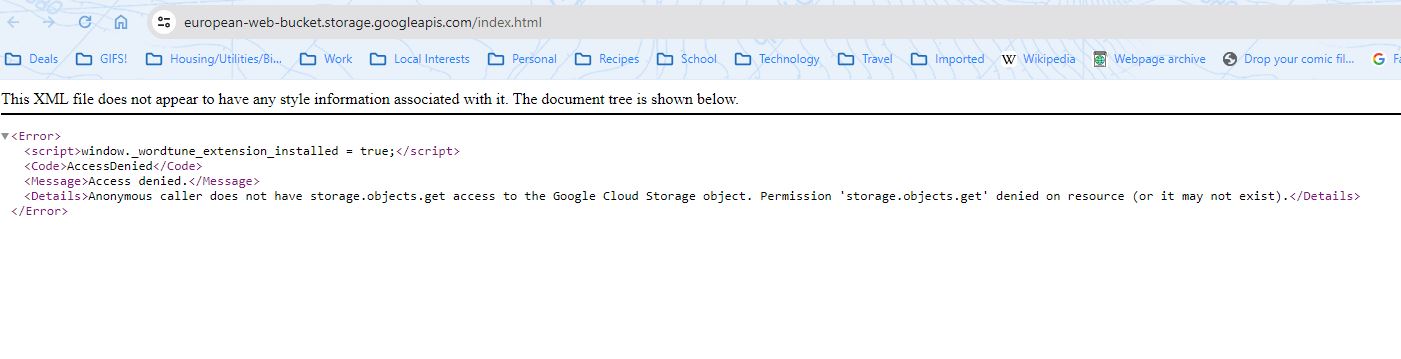 european-web-bucket.storage.googleapis.com/index.html
Deals GIFS! Housing/Utilities/Bi... Work Local Interests Personal Recipes School Technology Travel Imported W Wikipedia Webpage archive Drop your comic fil... G Fa
This XML file does not appear to have any style information associated with it. The document tree is shown below.
<Error>
<script>window._wordtune_extension_installed = true;</script>
<Code>AccessDenied</Code>
<Message>Access denied.</Message>
<Details>Anonymous caller does not have storage.objects.get access to the Google Cloud Storage object. Permission 'storage.objects.get' denied on resource (or it may not exist).</Details>
</Error>